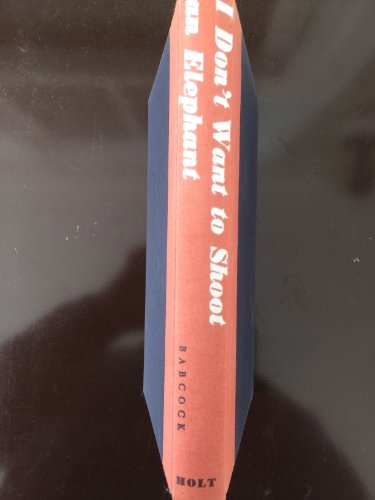 I Don't Want to Shoot
an Elephant
BABCOCK
HOLT